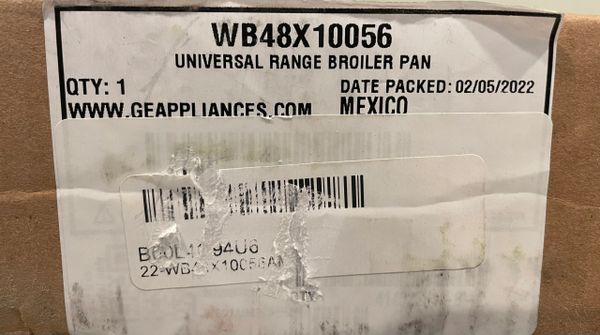 WB48X10056
UNIVERSAL RANGE BROILER PAN
QTY: 1
DATE PACKED: 02/05/2022
WWW.GEAPPLIANCES.COM
MEXICO